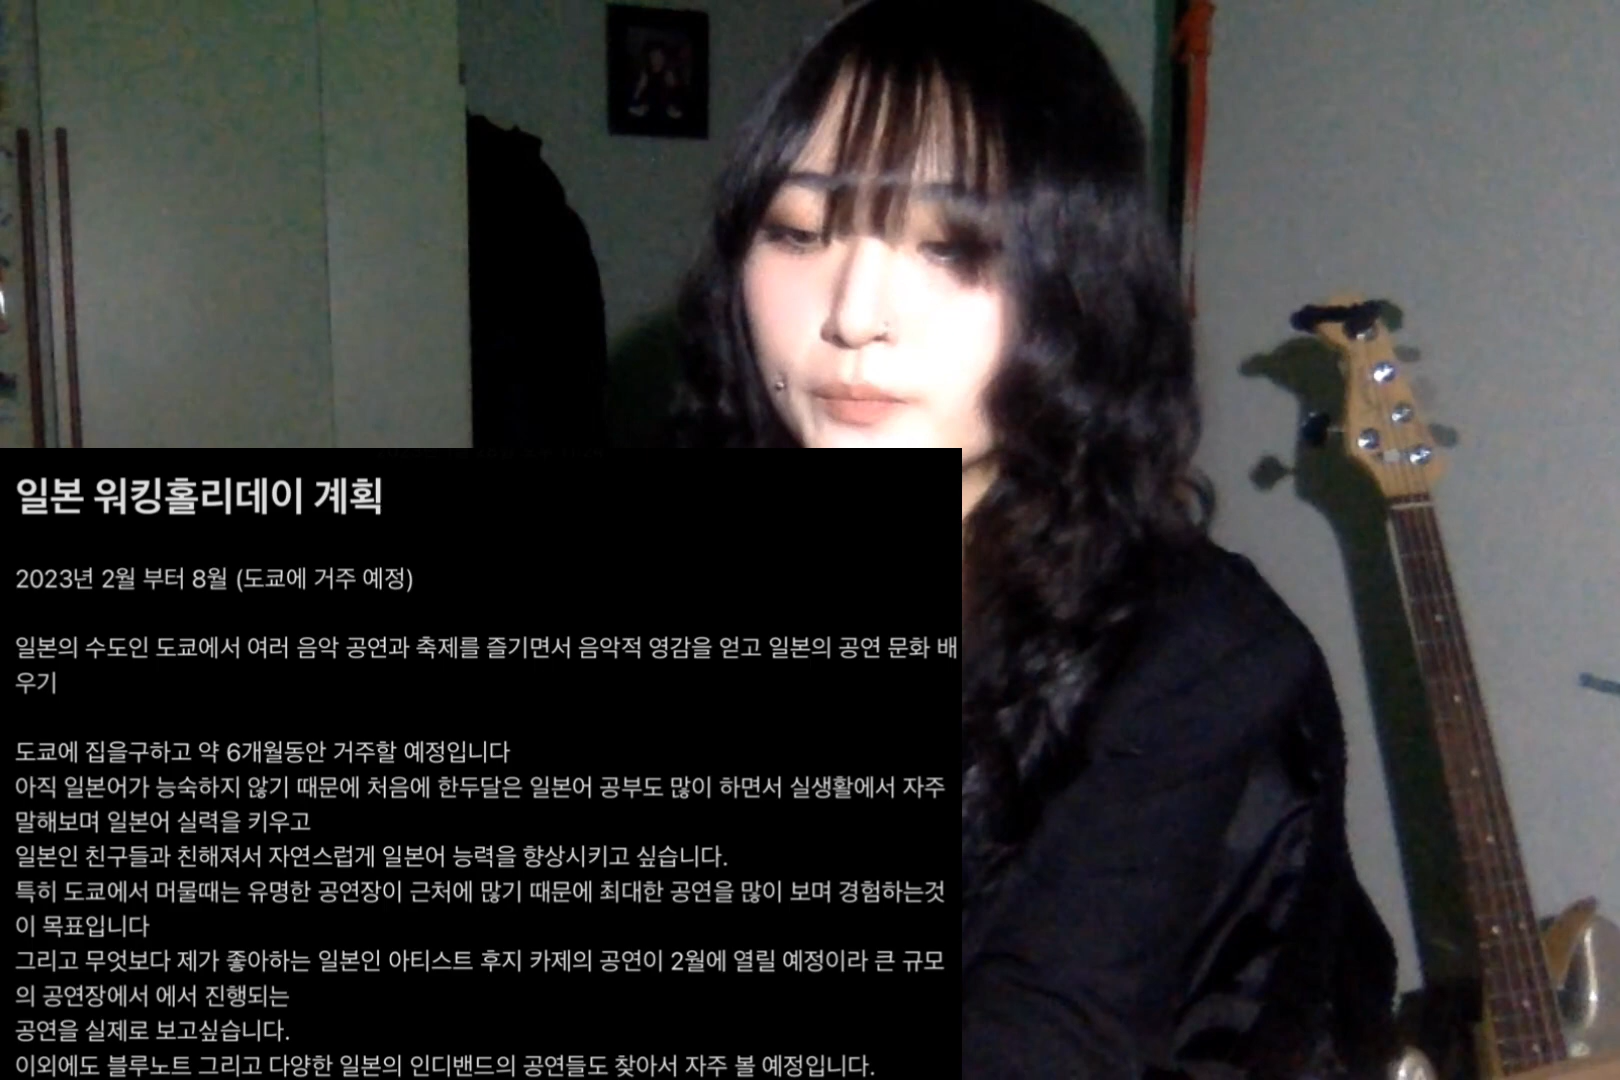 일본 워킹홀리데이 계획
2023년 2월 부터 8월 (도쿄에 거주 예정)
일본의 수도인 도쿄에서 여러 음악 공연과 축제를 즐기면서 음악적 영감을 얻고 일본의 공연 문화 배
우기
도쿄에 집을구하고 약 6개월동안 거주할 예정입니다
아직 일본어가 능숙하지 않기 때문에 처음에 한두달은 일본어 공부도 많이 하면서 실생활에서 자주
말해보며 일본어 실력을 키우고
일본인 친구들과 친해져서 자연스럽게 일본어 능력을 향상시키고 싶습니다.
특히 도쿄에서 머물때는 유명한 공연장이 근처에 많기 때문에 최대한 공연을 많이 보며 경험하는것
이 목표입니다
그리고 무엇보다 제가 좋아하는 일본인 아티스트 후지 카제의 공연이 2월에 열릴 예정이라 큰 규모
의 공연장에서 에서 진행되는
공연을 실제로 보고싶습니다.
이외에도 블루노트 그리고 다양한 일본의 인디밴드의 공연들도 찾아서 자주 볼 예정입니다.